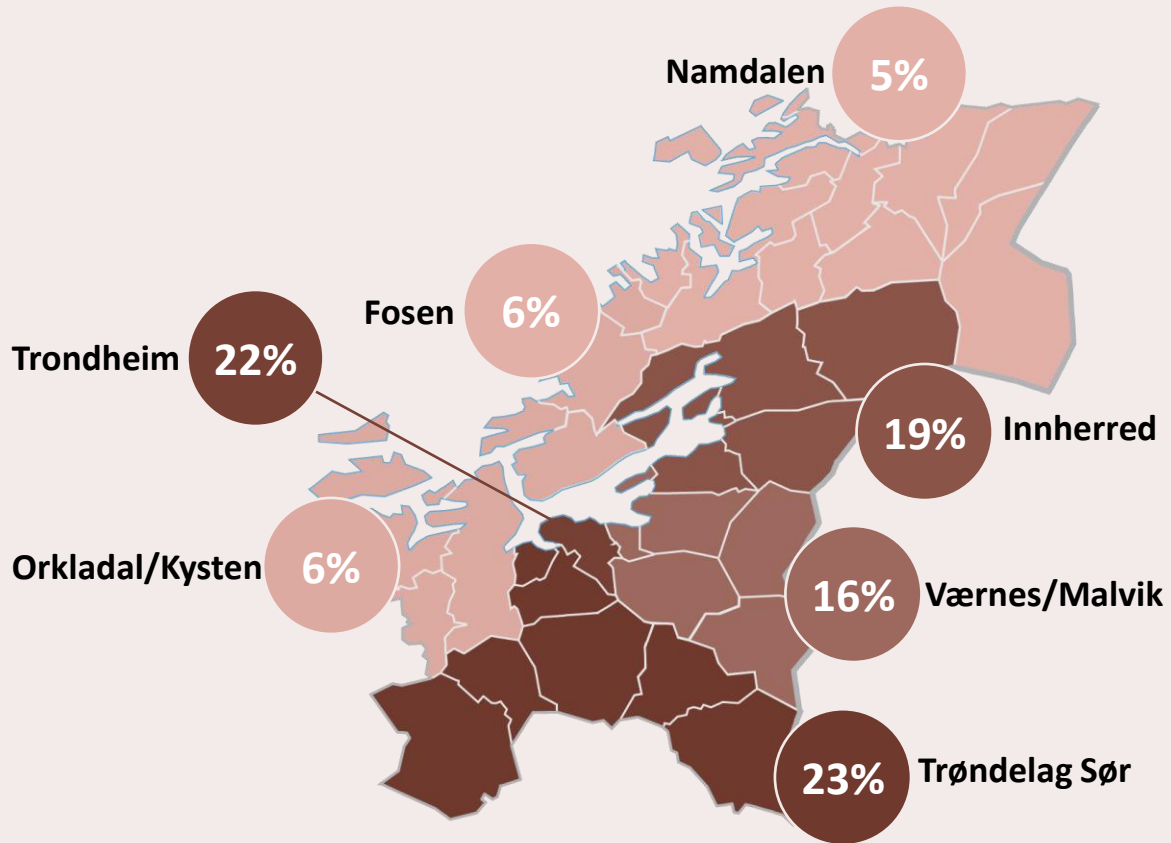 Namdalen 5%
Fosen 6%
Trondheim 22%
19% Innherred
Orkladal/Kysten 6%
16% Værnes/Malvik
23% Trøndelag Sør